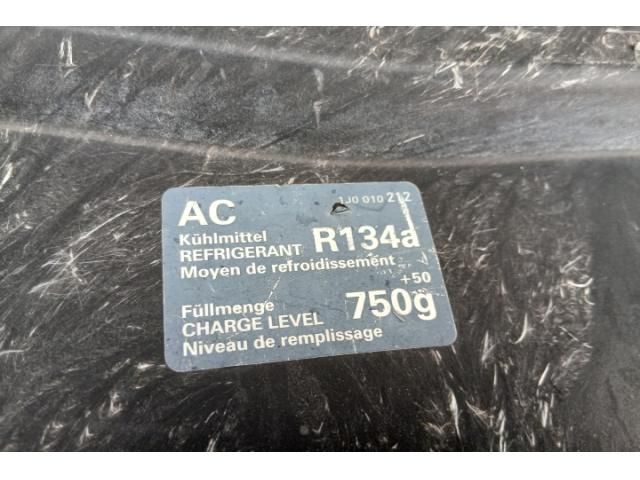 AC
1J0 010 212
Kühlmittel
REFRIGERANT R134a
Moyen de refroidissement
+50
Füllmenge
CHARGE LEVEL 750g
Niveau de remplissage